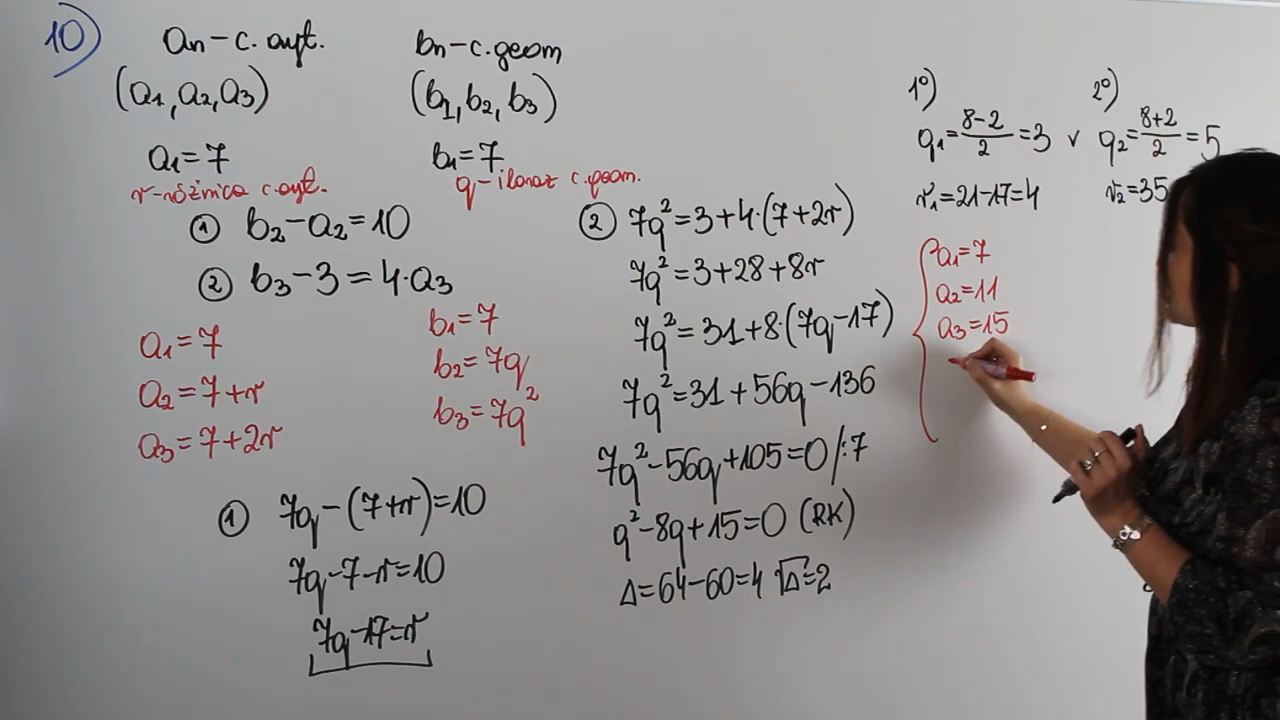 10)
an-c. aryt.
bn-c.geom
(a1, a2, a3)
(b1, b2, b3)
a1=7
b1=7
r-różnica c.aryt.
q-iloraz c.geom.
① b2-a2=10
② b3-3=4·a3
a1=7
a2=7+r
a3=7+2r
b1=7
b2=7q
b3=7q²
① 7q-(7+r)=10
7q-7-r=10
7q-17=r
② 7q²=3+4·(7+2r)
7q²=3+28+8r
7q²=31+8·(7q-17)
7q²=31+56q-136
7q²-56q+105=0/:7
q²-8q+15=0 (RK)
Δ=64-60=4 √Δ=2
1°)
q1=\frac{8-2}{2}=3 v
r1=21-17=4
2°)
q2=\frac{8+2}{2}=5
r2=35
a1=7
a2=11
a3=15